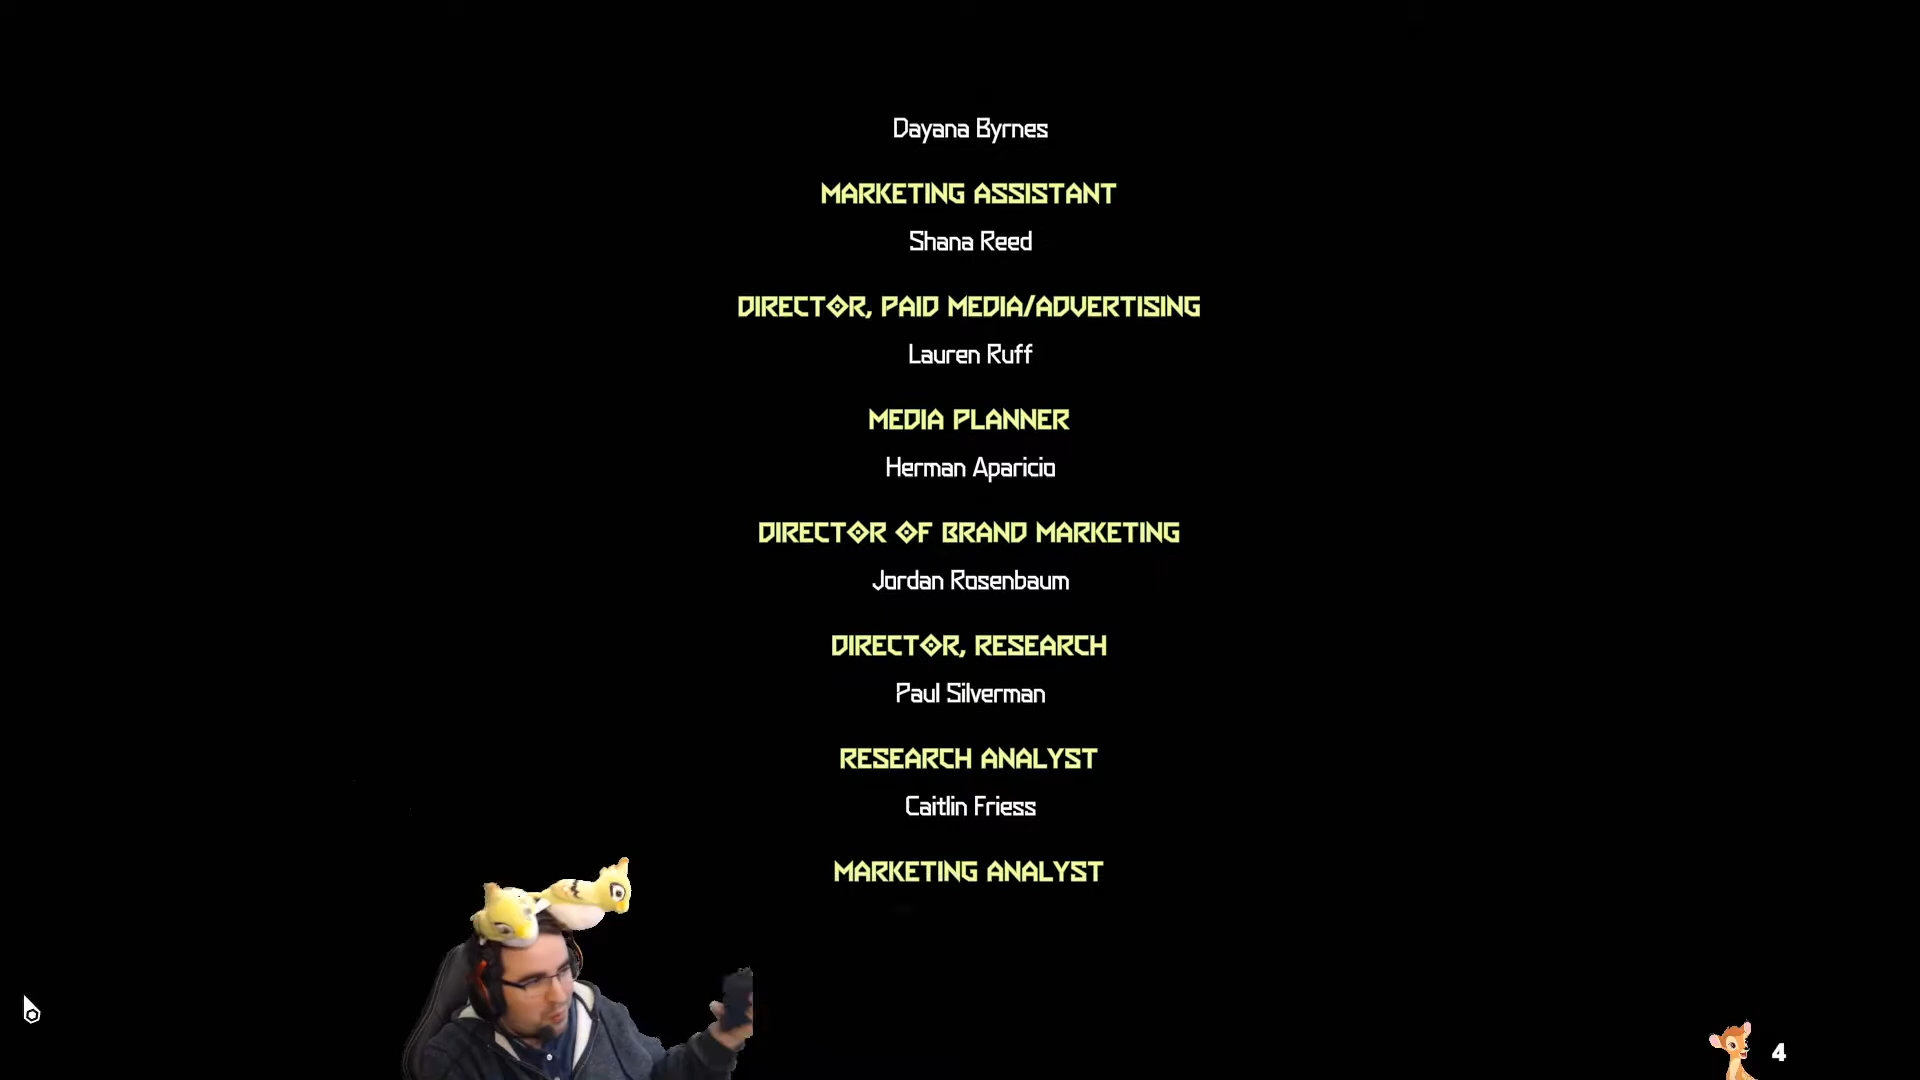 Dayana Byrnes
MARKETING ASSISTANT
Shana Reed
DIRECTOR, PAID MEDIA/ADVERTISING
Lauren Ruff
MEDIA PLANNER
Herman Aparicio
DIRECTOR OF BRAND MARKETING
Jordan Rosenbaum
DIRECTOR, RESEARCH
Paul Silverman
RESEARCH ANALYST
Caitlin Friess
MARKETING ANALYST
4